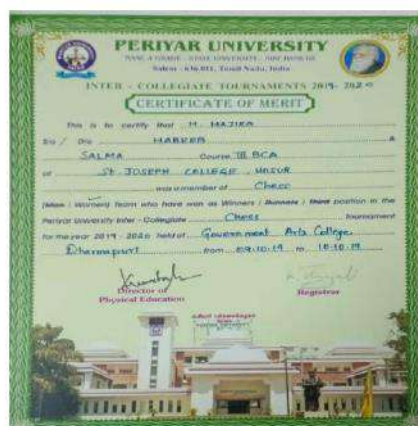 PERIYAR UNIVERSITY
Salem - 636 011, Tamil Nadu, India
INTER - COLLEGIATE TOURNAMENTS 2019 - 2020
CERTIFICATE OF MERIT
This is to certify that M. HAJIRA
S/o / D/o HABEEB A
SALMA Course III BCA
of St. JOSEPH COLLEGE, HOSUR
was a member of Chess
(Men / Women) Team who have won as Winners / Runners / third position in the
Periyar University Inter - Collegiate Chess Tournament
for the year 2019 - 2020 held at Government Arts College,
Dharmapuri from 09.10.19 to 10.10.19.
Director of
Physical Education
Registrar